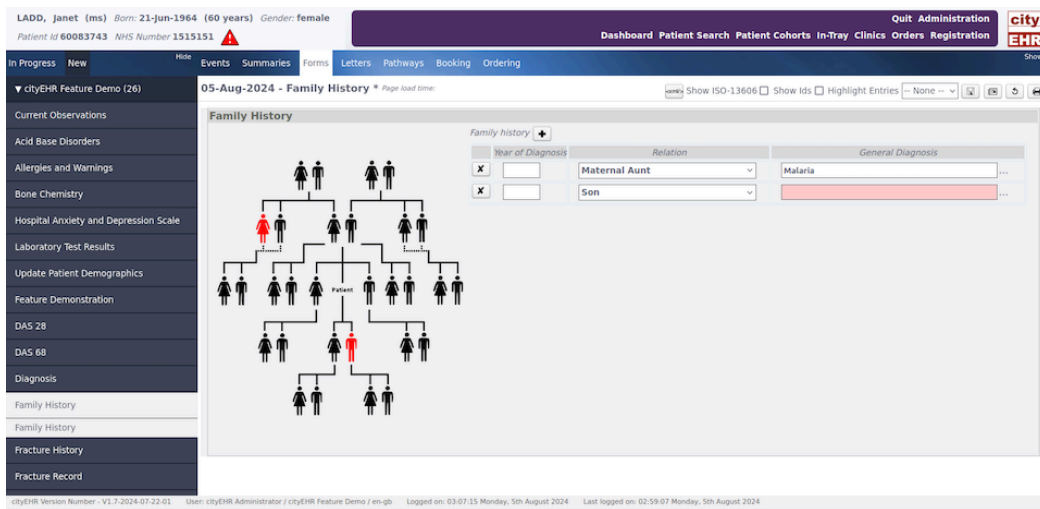 LADD, Janet (ms) Born: 21-Jun-1964 (60 years) Gender: female
Patient Id 60083743 NHS Number 1515151
Quit Administration
Dashboard Patient Search Patient Cohorts In-Tray Clinics Orders Registration
city
EHR
In Progress New Hide Events Summaries Forms Letters Pathways Booking Ordering Show
▼ cityEHR Feature Demo (26)
05-Aug-2024 - Family History * Page load time:
Show ISO-13606 Show Ids Highlight Entries -- None --
Current Observations
Acid Base Disorders
Allergies and Warnings
Bone Chemistry
Hospital Anxiety and Depression Scale
Laboratory Test Results
Update Patient Demographics
Feature Demonstration
DAS 28
DAS 68
Diagnosis
Family History
Family History
Fracture History
Fracture Record
Family History
Family history +
Year of Diagnosis Relation General Diagnosis
x Maternal Aunt Malaria ...
x Son ...
Patient
cityEHR Version Number - V1.7-2024-07-22-01 User: cityEHR Administrator / cityEHR Feature Demo / en-gb Logged on: 03:07:15 Monday, 5th August 2024 Last logged on: 02:59:07 Monday, 5th August 2024